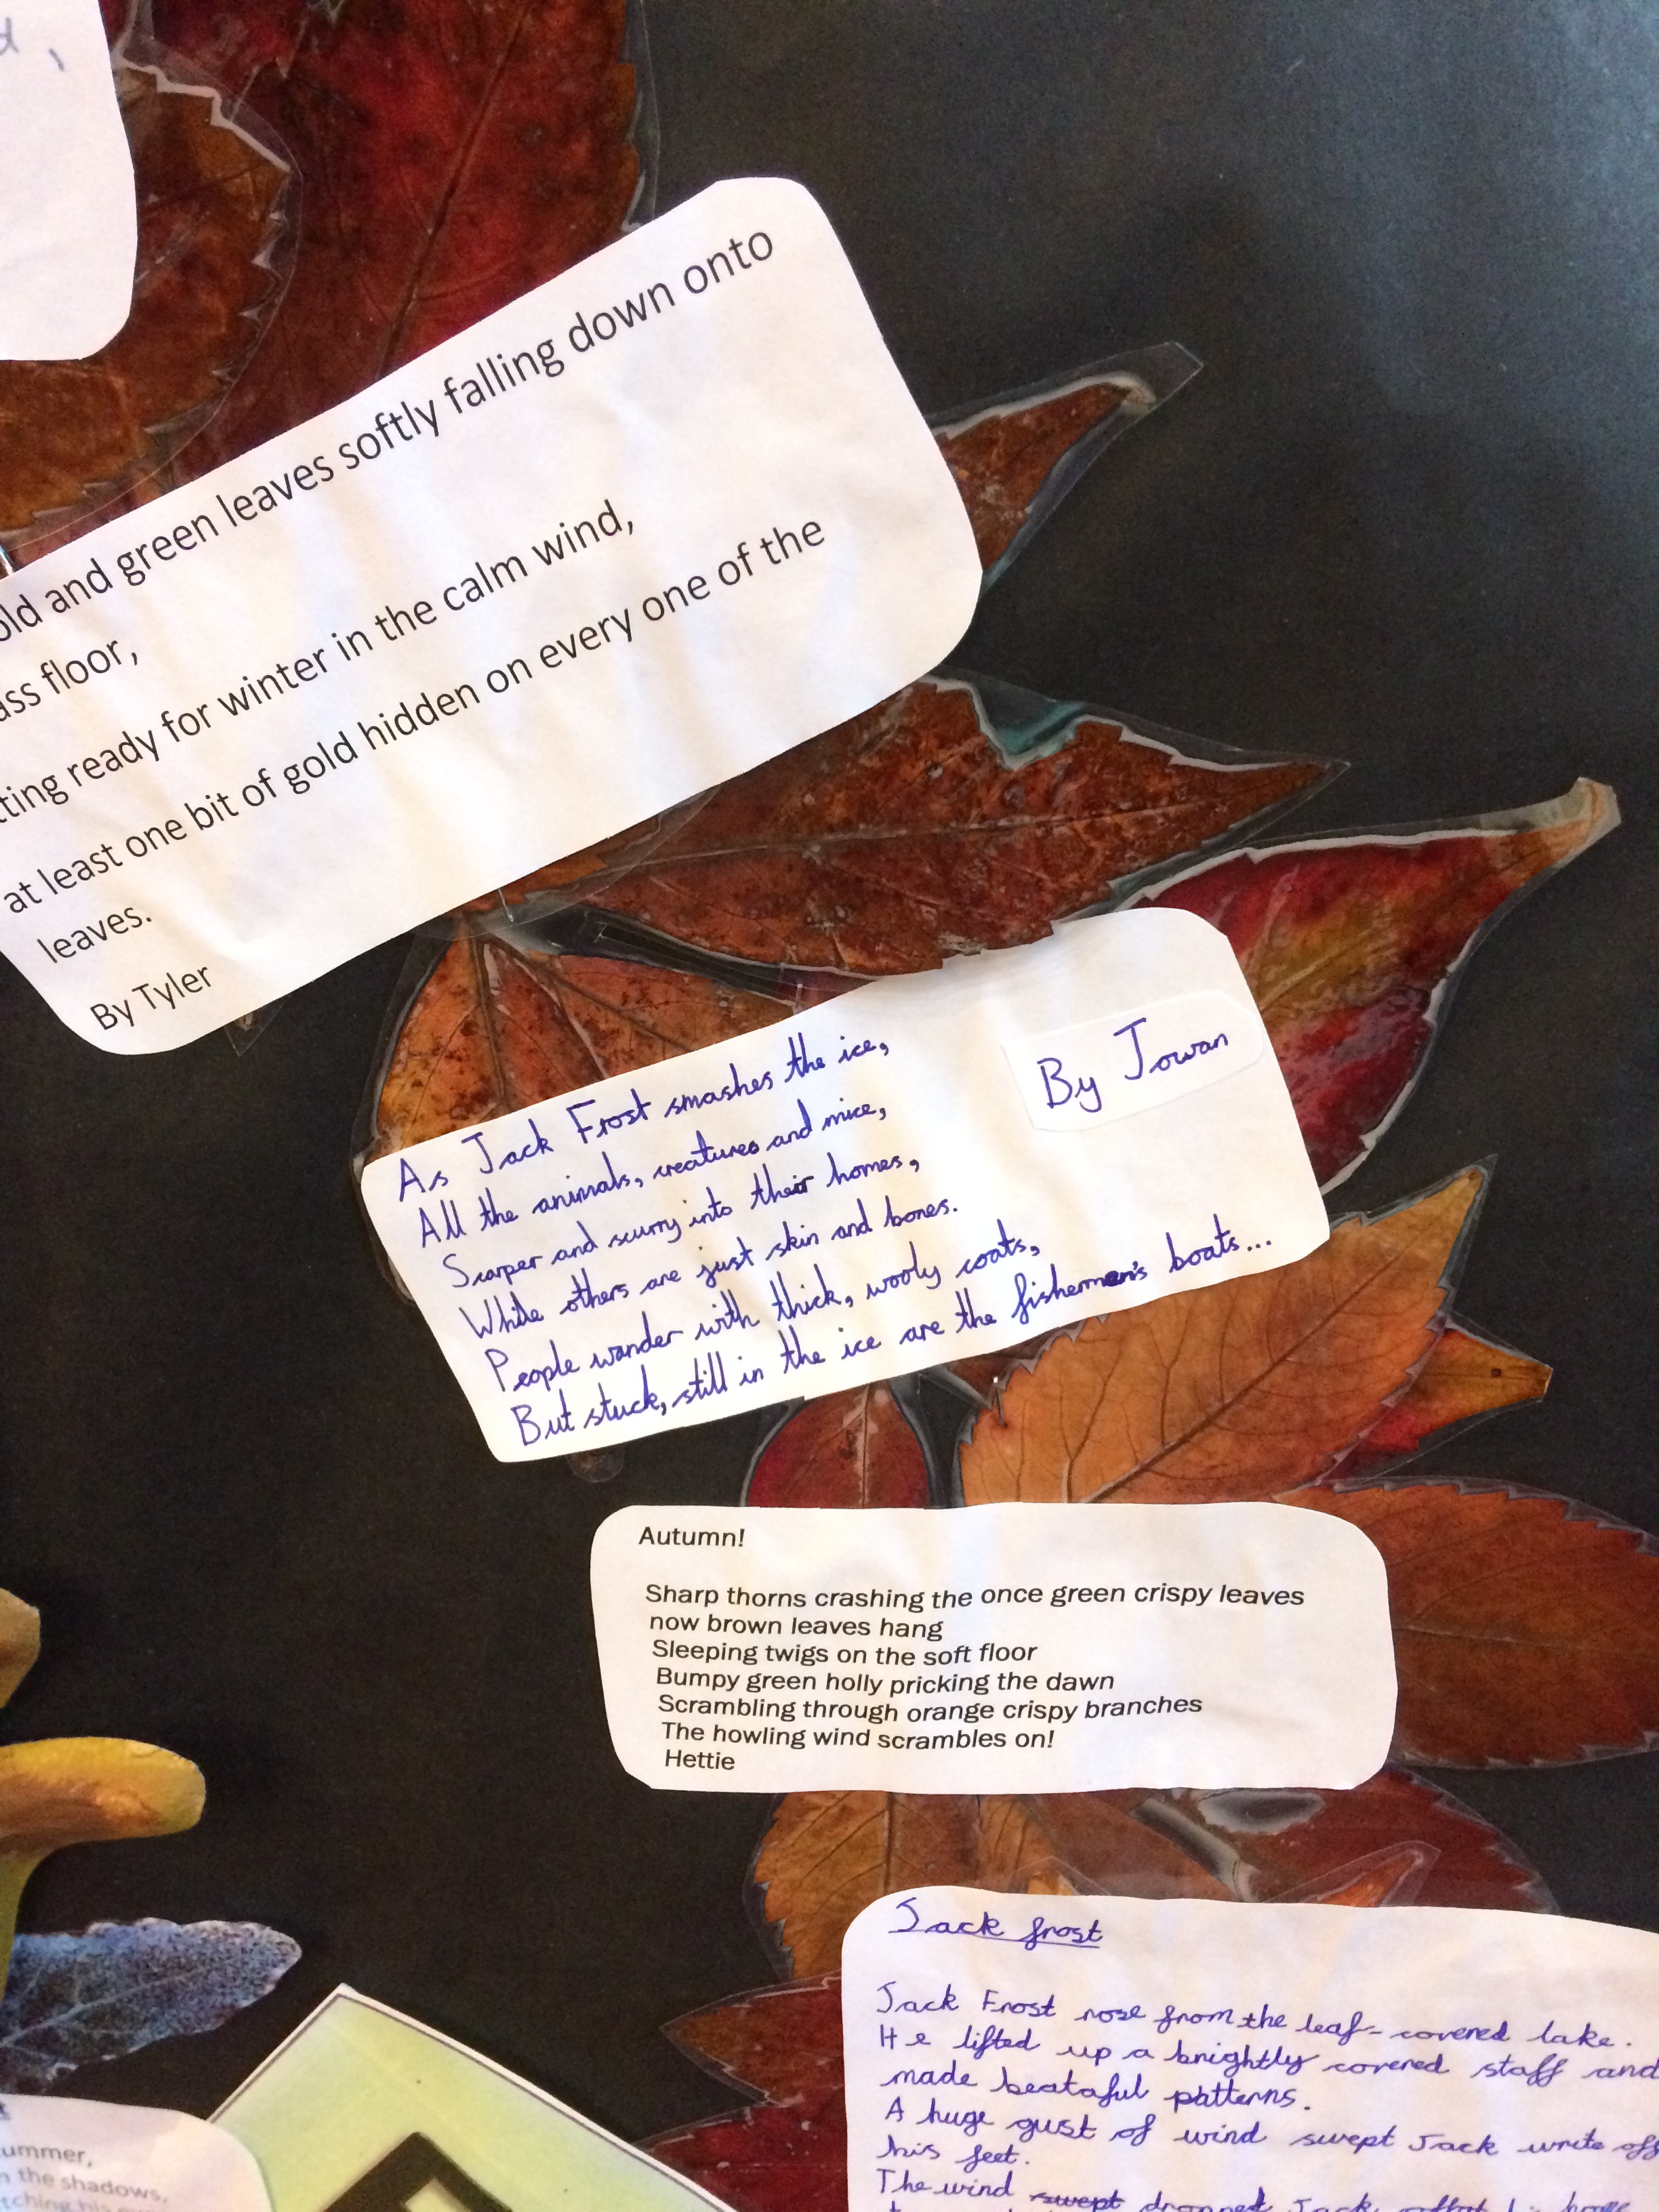 and green leaves softly falling down onto
floor,
ready for winter in the calm wind,
at least one bit of gold hidden on every one of the
leaves.
By Tyler
As Jack Frost smashes the ice,
All the animals, creatures and mice,
Scarper and scurry into their homes,
While others are just skin and bones.
People wander with thick, wooly coats,
But stuck, still in the ice are the fishermen's boats...
By Jowan
Autumn!
Sharp thorns crashing the once green crispy leaves
now brown leaves hang
Sleeping twigs on the soft floor
Bumpy green holly pricking the dawn
Scrambling through orange crispy branches
The howling wind scrambles on!
Hettie
Jack frost
Jack Frost rose from the leaf-covered lake.
He lifted up a brightly covered staff and
made beataful patterns.
A huge gust of wind swept Jack write off
his feet.
The wind swept dropped Jack
ummer,
the shadows,